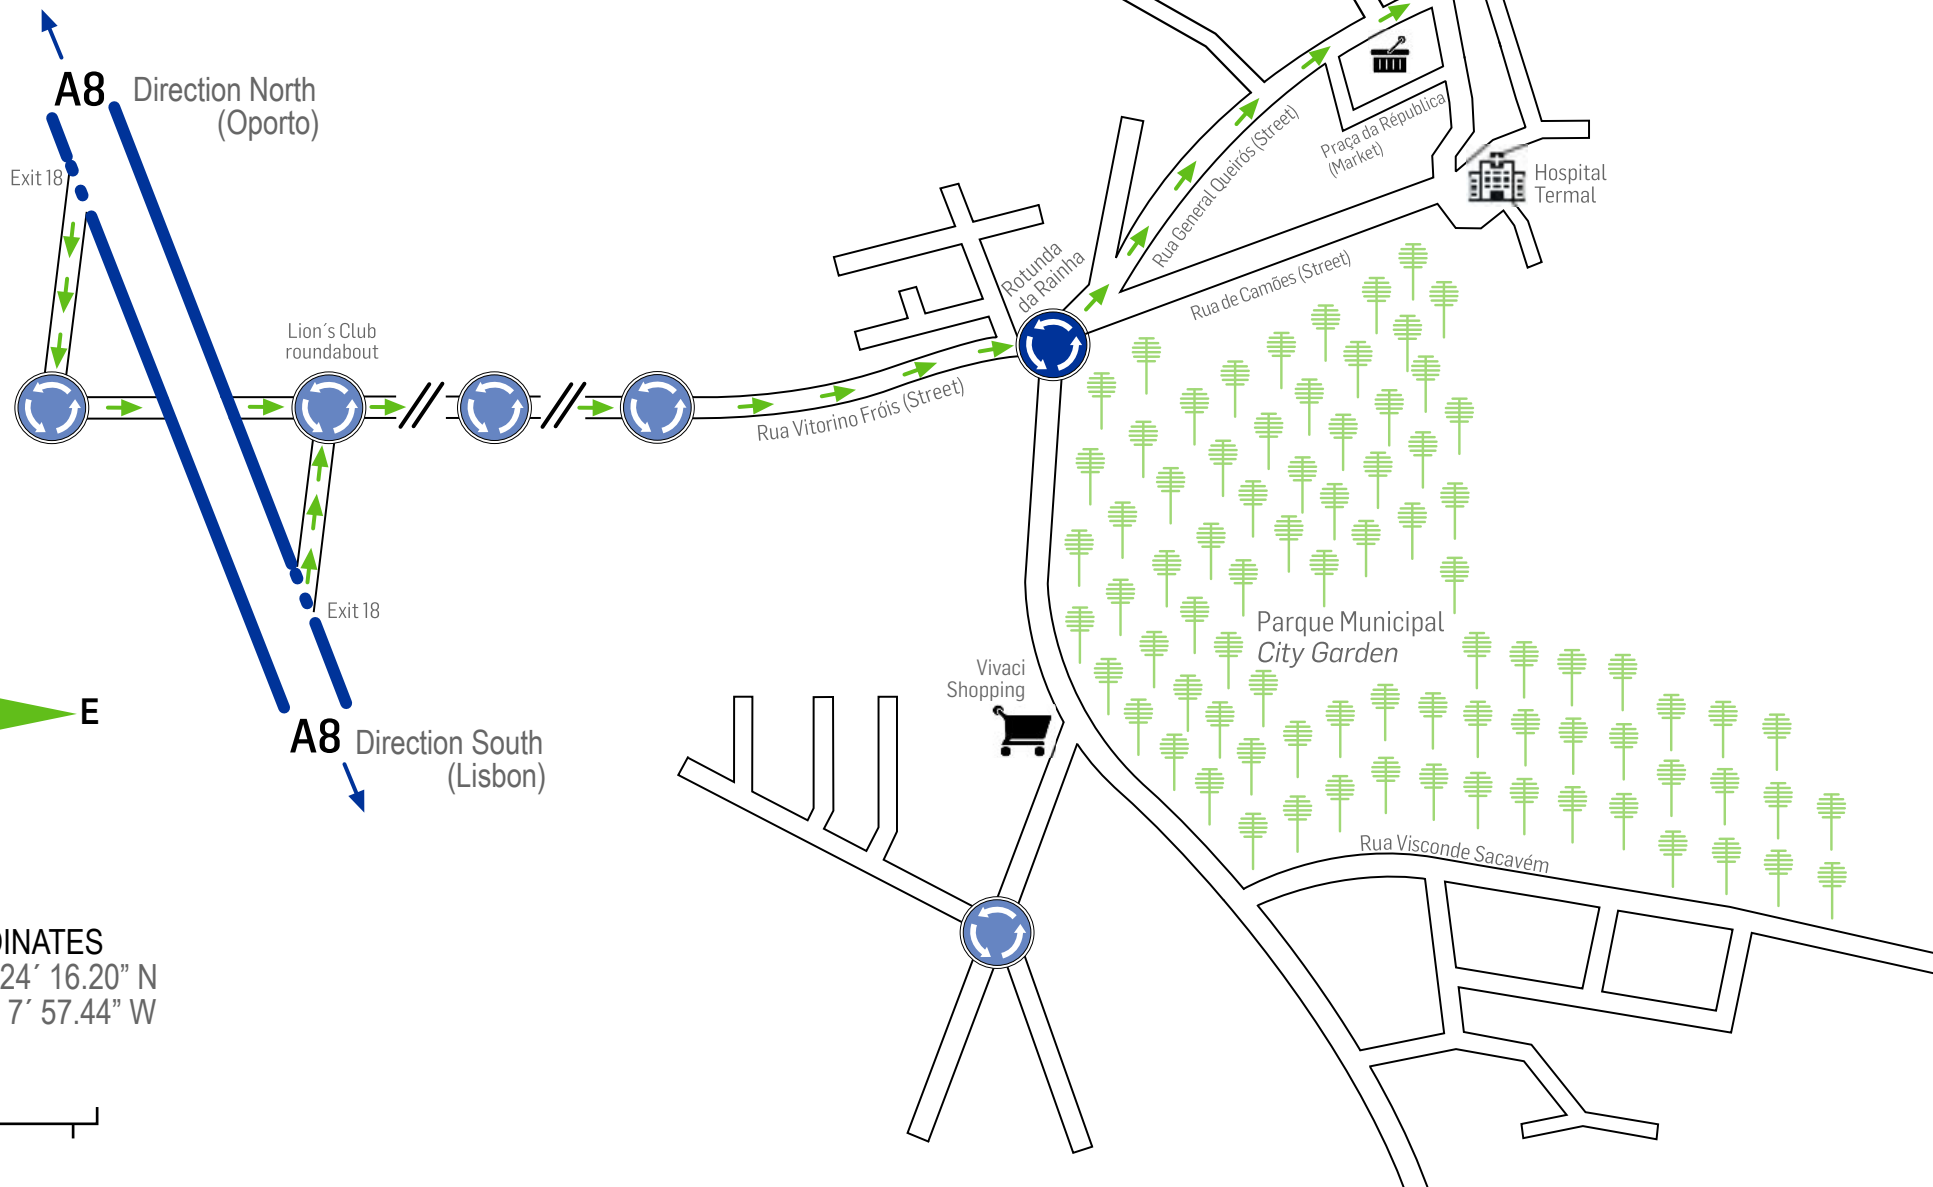 A8
Direction North
(Oporto)
Exit 18
Lion´s Club
roundabout
Exit 18
A8
Direction South
(Lisbon)
E
DINATES
24´ 16.20” N
7´ 57.44” W
Rua Vitorino Fróis (Street)
Rotunda
da Rainha
Rua General Queirós (Street)
Praça da Républica
(Market)
Rua de Camões (Street)
Hospital
Termal
Parque Municipal
City Garden
Vivaci
Shopping
Rua Visconde Sacavém